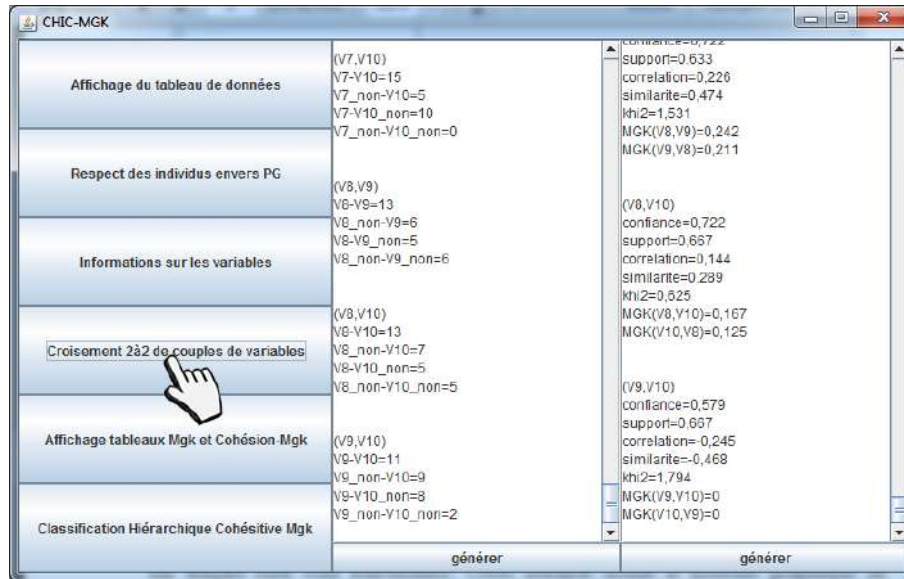 CHIC-MGK
Affichage du tableau de données
Respect des individus envers PG
Informations sur les variables
Croisement 2à2 de couples de variables
Affichage tableaux Mgk et Cohésion-Mgk
Classification Hiérarchique Cohésitive Mgk
(V7,V10)
V7-V10=15
V7_non-V10=5
V7-V10_non=10
V7_non-V10_non=0
(V8,V9)
V8-V9=13
V8_non-V9=6
V8-V9_non=5
V8_non-V9_non=6
(V8,V10)
V8-V10=13
V8_non-V10=7
V8-V10_non=5
V8_non-V10_non=5
(V9,V10)
V9-V10=11
V9_non-V10=9
V9-V10_non=8
V9_non-V10_non=2
générer
confiance=0,722
support=0,633
correlation=0,226
similarite=0,474
khi2=1,531
MGK(V8,V9)=0,242
MGK(V9,V8)=0,211
(V8,V10)
confiance=0,722
support=0,667
correlation=0,144
similarite=0,289
khi2=0,625
MGK(V8,V10)=0,167
MGK(V10,V8)=0,125
(V9,V10)
confiance=0,579
support=0,667
correlation=-0,245
similarite=-0,468
khi2=1,794
MGK(V9,V10)=0
MGK(V10,V9)=0
générer